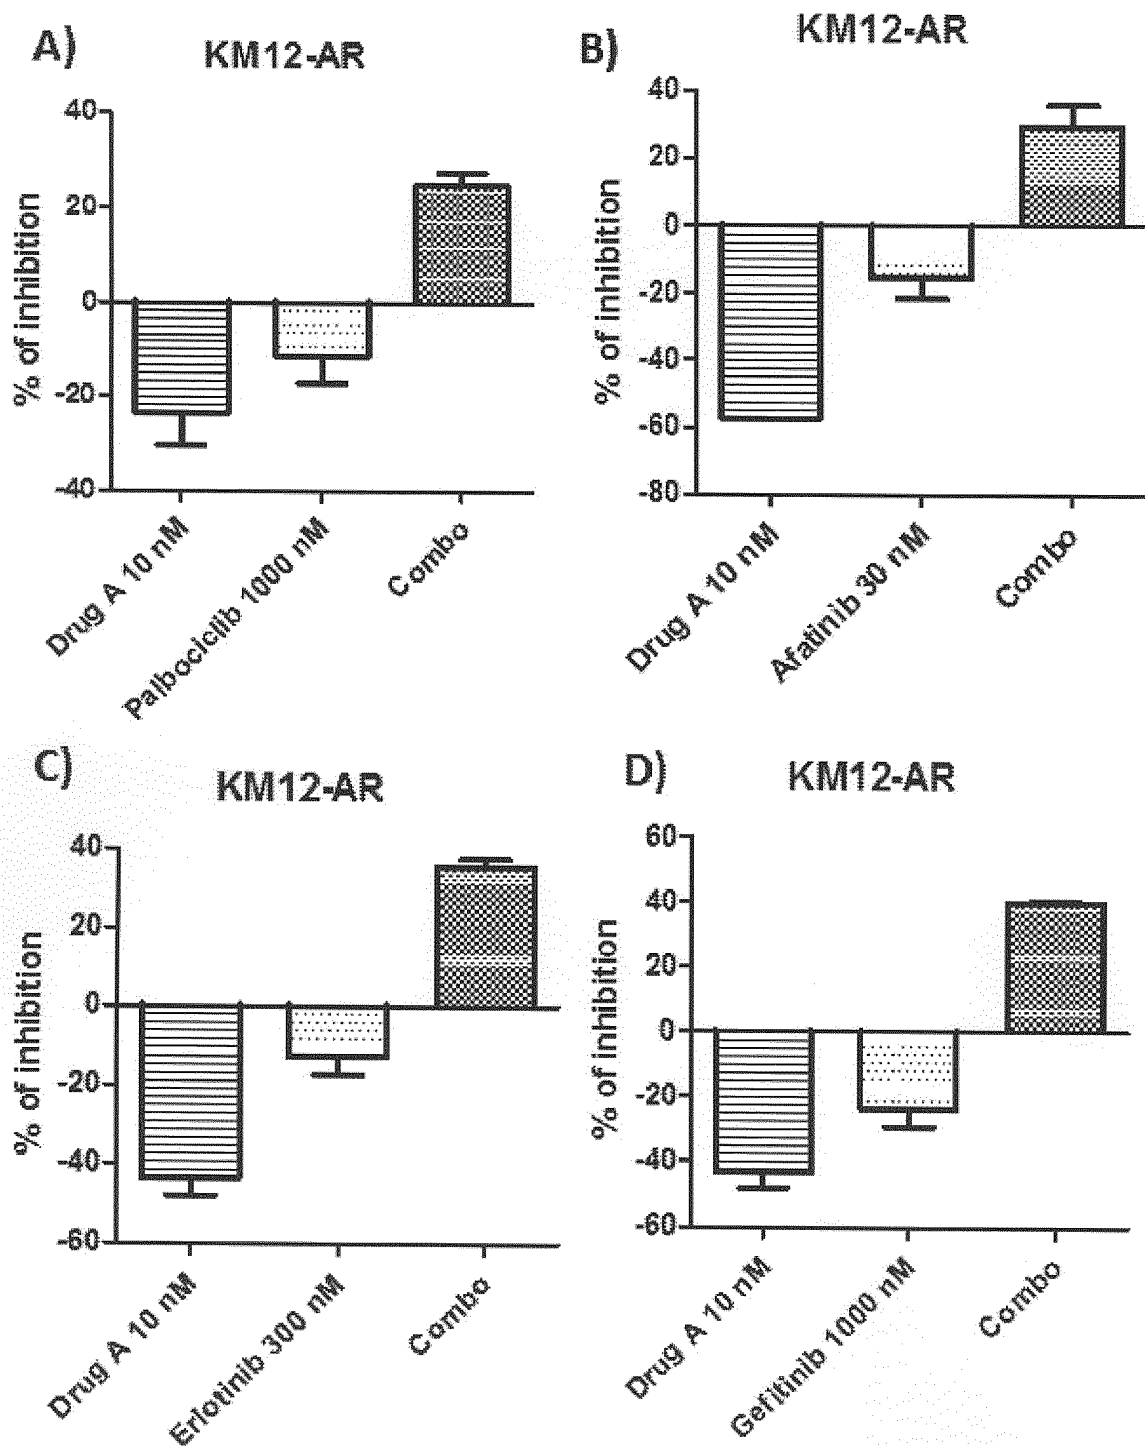 A)
KM12-AR
% of inhibition
40
20
0
-20
-40
Drug A 10 nM
Palbociclib 1000 nM
Combo
B)
KM12-AR
% of inhibition
40
20
0
-20
-40
-60
-80
Drug A 10 nM
Afatinib 30 nM
Combo
C)
KM12-AR
% of inhibition
40
20
0
-20
-40
-60
Drug A 10 nM
Erlotinib 300 nM
Combo
D)
KM12-AR
% of inhibition
60
40
20
0
-20
-40
-60
Drug A 10 nM
Gefitinib 1000 nM
Combo